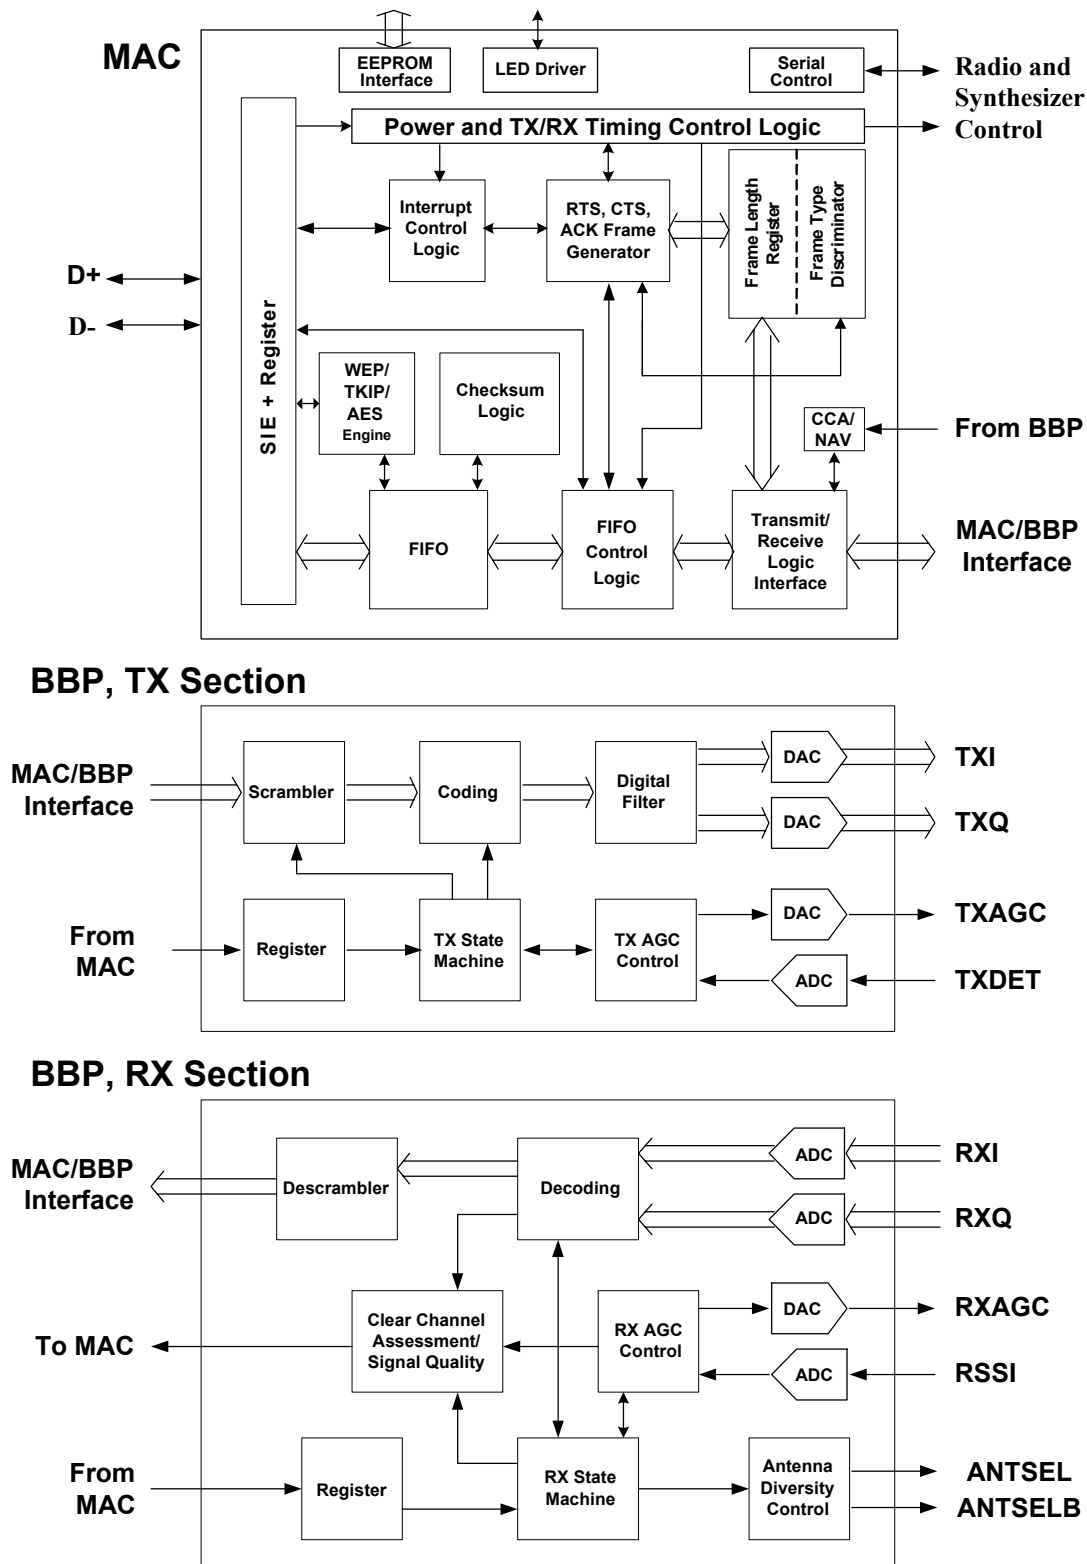 MAC
EEPROM
Interface
LED Driver
Serial
Control
Radio and
Synthesizer
Control
Power and TX/RX Timing Control Logic
Interrupt
Control
Logic
RTS, CTS,
ACK Frame
Generator
Frame Length
Register
Frame Type
Discriminator
D+
D-
SIE + Register
WEP/
TKIP/
AES
Engine
Checksum
Logic
CCA/
NAV
From BBP
FIFO
FIFO
Control
Logic
Transmit/
Receive
Logic
Interface
MAC/BBP
Interface
BBP, TX Section
MAC/BBP
Interface
Scrambler
Coding
Digital
Filter
DAC
TXI
DAC
TXQ
From
MAC
Register
TX State
Machine
TX AGC
Control
DAC
TXAGC
ADC
TXDET
BBP, RX Section
MAC/BBP
Interface
Descrambler
Decoding
ADC
RXI
ADC
RXQ
To MAC
Clear Channel
Assessment/
Signal Quality
RX AGC
Control
DAC
RXAGC
ADC
RSSI
From
MAC
Register
RX State
Machine
Antenna
Diversity
Control
ANTSEL
ANTSELB